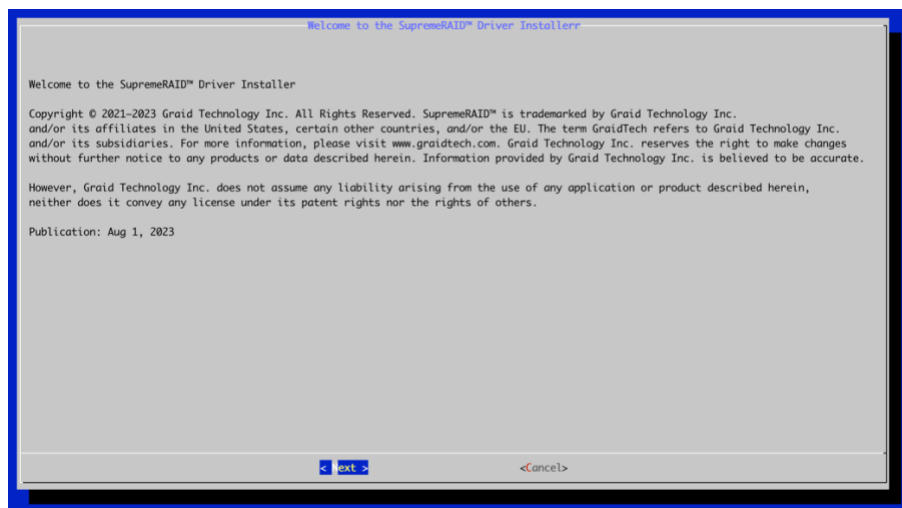 Welcome to the SupremeRAID™ Driver Installerr
Welcome to the SupremeRAID™ Driver Installer
Copyright © 2021–2023 Graid Technology Inc. All Rights Reserved. SupremeRAID™ is trademarked by Graid Technology Inc.
and/or its affiliates in the United States, certain other countries, and/or the EU. The term GraidTech refers to Graid Technology Inc.
and/or its subsidiaries. For more information, please visit www.graidtech.com. Graid Technology Inc. reserves the right to make changes
without further notice to any products or data described herein. Information provided by Graid Technology Inc. is believed to be accurate.
However, Graid Technology Inc. does not assume any liability arising from the use of any application or product described herein,
neither does it convey any license under its patent rights nor the rights of others.
Publication: Aug 1, 2023
< Next > <Cancel>